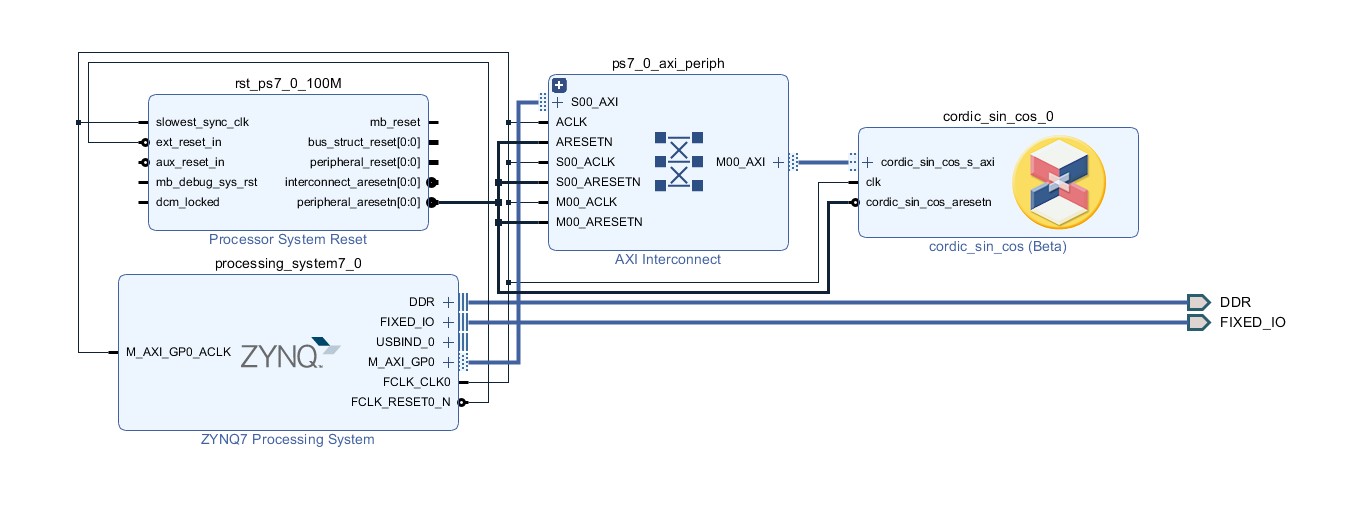 rst_ps7_0_100M
slowest_sync_clk
ext_reset_in
aux_reset_in
mb_debug_sys_rst
dcm_locked
mb_reset
bus_struct_reset[0:0]
peripheral_reset[0:0]
interconnect_aresetn[0:0]
peripheral_aresetn[0:0]
Processor System Reset
processing_system7_0
M_AXI_GP0_ACLK
ZYNQ
DDR
FIXED_IO
USBIND_0
M_AXI_GP0
FCLK_CLK0
FCLK_RESET0_N
ZYNQ7 Processing System
ps7_0_axi_periph
S00_AXI
ACLK
ARESETN
S00_ACLK
S00_ARESETN
M00_ACLK
M00_ARESETN
M00_AXI
AXI Interconnect
cordic_sin_cos_0
cordic_sin_cos_s_axi
clk
cordic_sin_cos_aresetn
cordic_sin_cos (Beta)
DDR
FIXED_IO